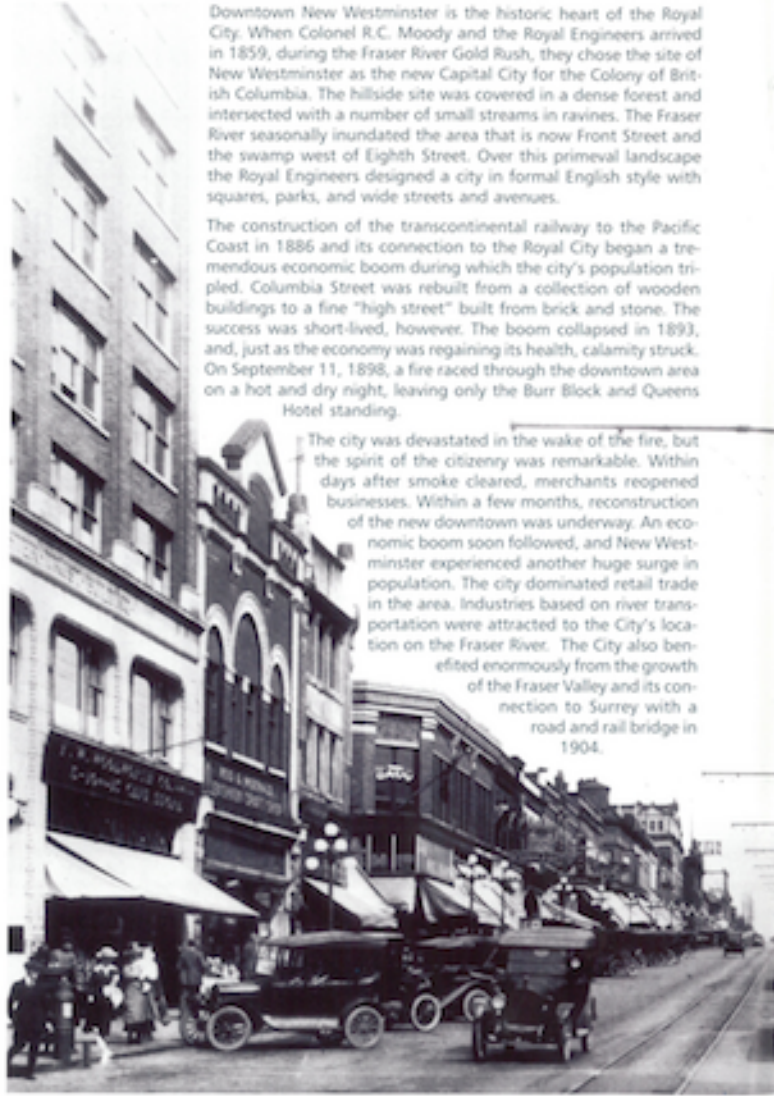 Downtown New Westminster is the historic heart of the Royal
City. When Colonel R.C. Moody and the Royal Engineers arrived
in 1859, during the Fraser River Gold Rush, they chose the site of
New Westminster as the new Capital City for the Colony of Brit-
ish Columbia. The hillside site was covered in a dense forest and
intersected with a number of small streams in ravines. The Fraser
River seasonally inundated the area that is now Front Street and
the swamp west of Eighth Street. Over this primeval landscape
the Royal Engineers designed a city in formal English style with
squares, parks, and wide streets and avenues.
The construction of the transcontinental railway to the Pacific
Coast in 1886 and its connection to the Royal City began a tre-
mendous economic boom during which the city's population tri-
pled. Columbia Street was rebuilt from a collection of wooden
buildings to a fine "high street" built from brick and stone. The
success was short-lived, however. The boom collapsed in 1893,
and, just as the economy was regaining its health, calamity struck.
On September 11, 1898, a fire raced through the downtown area
on a hot and dry night, leaving only the Burr Block and Queens
Hotel standing.
The city was devastated in the wake of the fire, but
the spirit of the citizenry was remarkable. Within
days after smoke cleared, merchants reopened
businesses. Within a few months, reconstruction
of the new downtown was underway. An eco-
nomic boom soon followed, and New West-
minster experienced another huge surge in
population. The city dominated retail trade
in the area. Industries based on river trans-
portation were attracted to the City's loca-
tion on the Fraser River. The City also ben-
efited enormously from the growth
of the Fraser Valley and its con-
nection to Surrey with a
road and rail bridge in
1904.